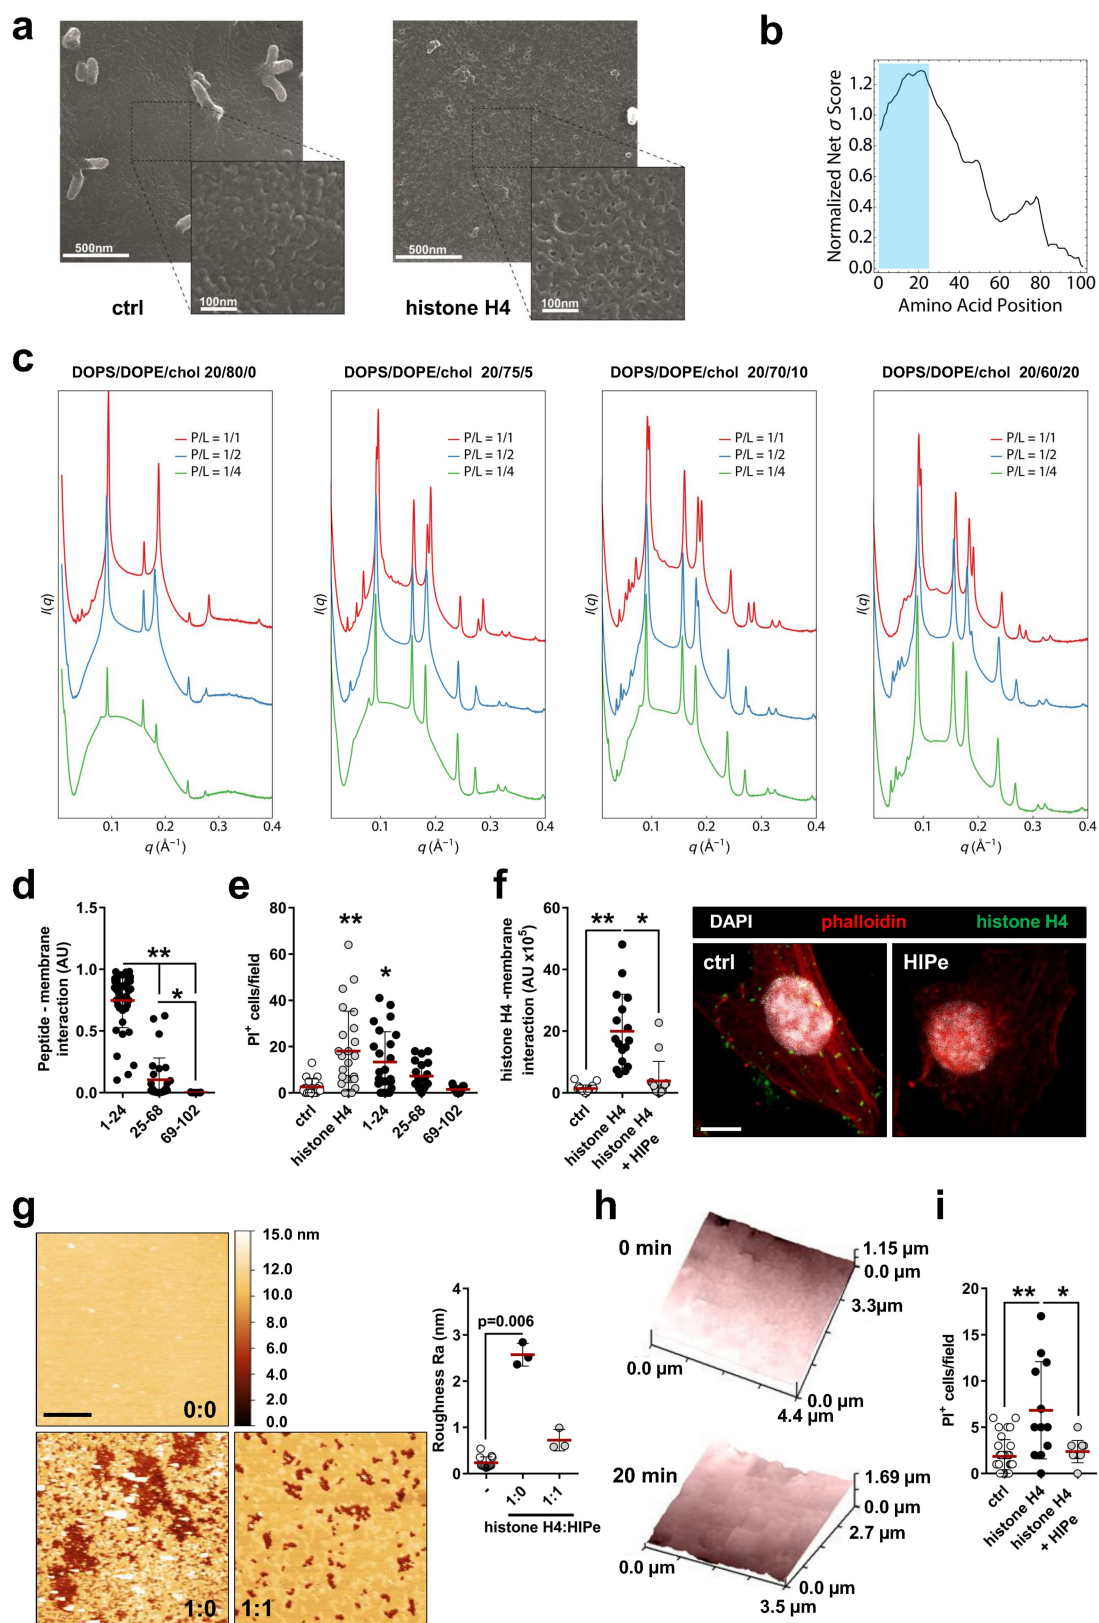 a
500nm
100nm
ctrl
500nm
100nm
histone H4
b
Normalized Net σ Score
1.2
1.0
0.8
0.6
0.4
0.2
0.0
0 20 40 60 80 100
Amino Acid Position
c
DOPS/DOPE/chol 20/80/0
P/L = 1/1
P/L = 1/2
P/L = 1/4
I(q)
0.1 0.2 0.3 0.4
q (Å⁻¹)
DOPS/DOPE/chol 20/75/5
P/L = 1/1
P/L = 1/2
P/L = 1/4
I(q)
0.1 0.2 0.3 0.4
q (Å⁻¹)
DOPS/DOPE/chol 20/70/10
P/L = 1/1
P/L = 1/2
P/L = 1/4
I(q)
0.1 0.2 0.3 0.4
q (Å⁻¹)
DOPS/DOPE/chol 20/60/20
P/L = 1/1
P/L = 1/2
P/L = 1/4
I(q)
0.1 0.2 0.3 0.4
q (Å⁻¹)
d
Peptide - membrane
interaction (AU)
1.5
1.0
0.5
0.0
**
*
1-24
25-68
69-102
e
PI⁺ cells/field
80
60
40
20
0
**
*
ctrl
histone H4
1-24
25-68
69-102
f
histone H4 -membrane
interaction (AU x10⁵)
60
40
20
0
** *
ctrl
histone H4
histone H4
+ HIPe
DAPI phalloidin histone H4
ctrl
HIPe
g
0:0
15.0 nm
12.0
10.0
8.0
6.0
4.0
2.0
0.0
1:0
1:1
Roughness Ra (nm)
4
3
2
1
0
p=0.006
-
1:0
1:1
histone H4:HIPe
h
0 min
1.15 µm
0.0 µm
3.3µm
0.0 µm
0.0 µm
4.4 µm
20 min
1.69 µm
0.0 µm
2.7 µm
0.0 µm
0.0 µm
3.5 µm
i
PI⁺ cells/field
20
15
10
5
0
** *
ctrl
histone H4
histone H4
+ HIPe